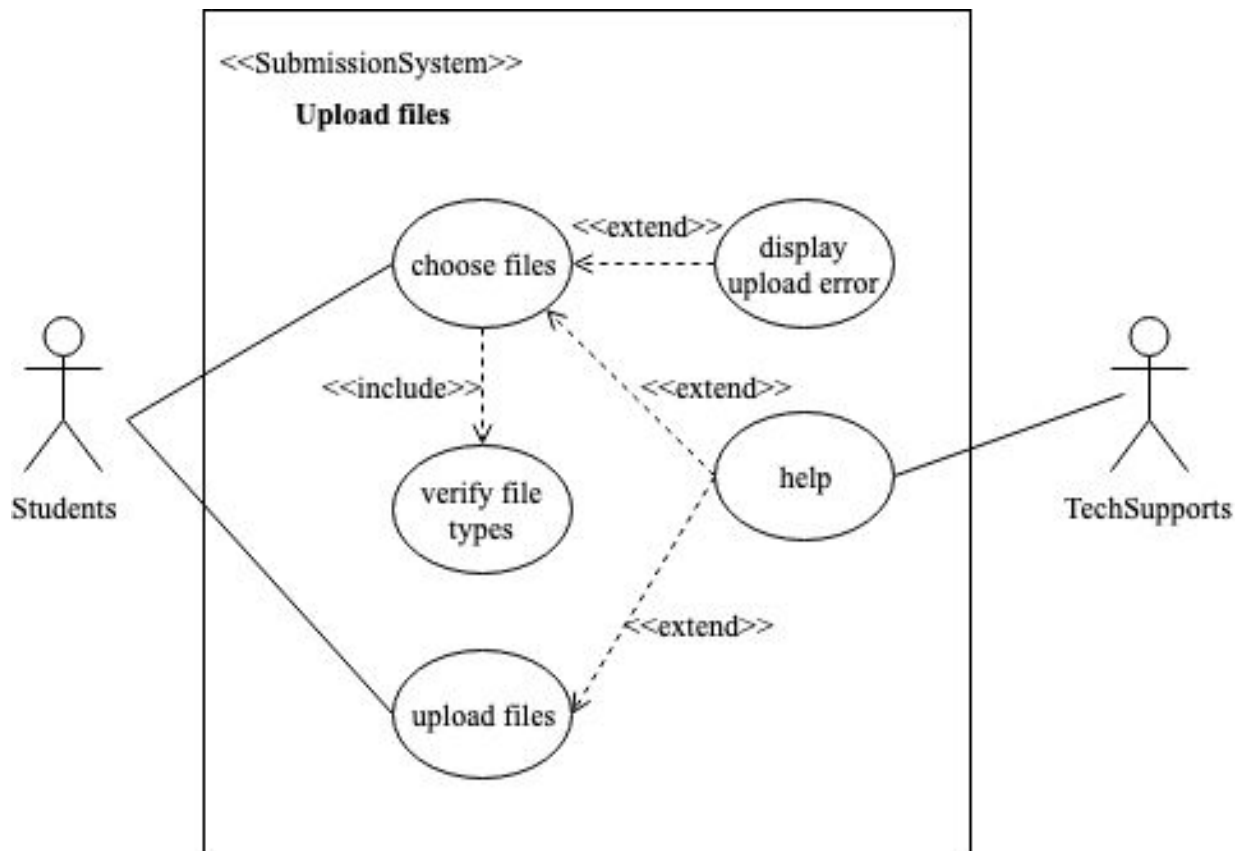 <<SubmissionSystem>>
Upload files
<<extend>>
choose files
display
upload error
<<include>>
<<extend>>
verify file
types
help
Students
TechSupports
<<extend>>
upload files